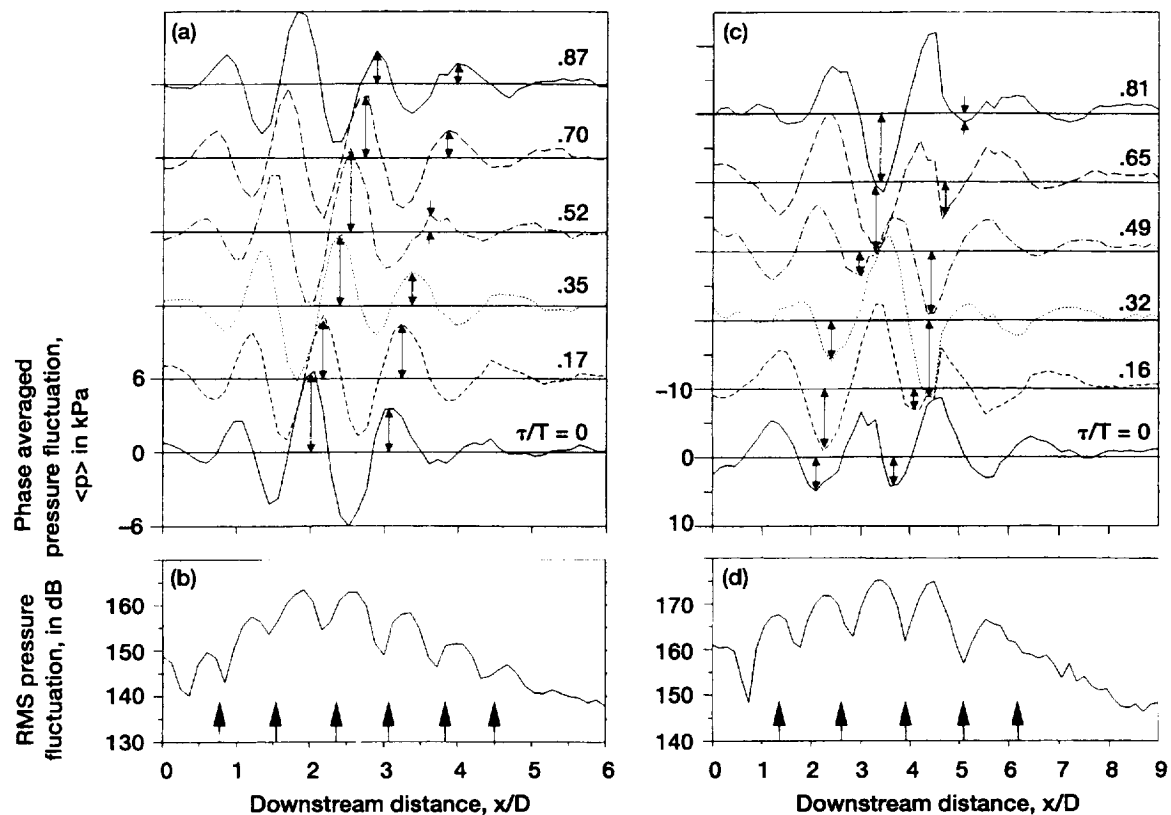 (a)
.87
.70
.52
.35
.17
τ/T = 0
6
0
−6
Phase averaged
pressure fluctuation,
<p> in kPa
(b)
160
150
140
130
RMS pressure
fluctuation, in dB
0 1 2 3 4 5 6
Downstream distance, x/D
(c)
.81
.65
.49
.32
.16
τ/T = 0
−10
0
10
(d)
170
160
150
140
0 1 2 3 4 5 6 7 8 9
Downstream distance, x/D